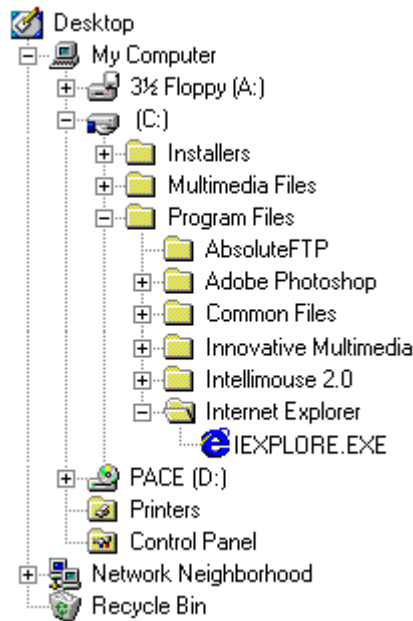 Desktop
My Computer
3½ Floppy (A:)
(C:)
Installers
Multimedia Files
Program Files
AbsoluteFTP
Adobe Photoshop
Common Files
Innovative Multimedia
Intellimouse 2.0
Internet Explorer
IEXPLORE.EXE
PACE (D:)
Printers
Control Panel
Network Neighborhood
Recycle Bin